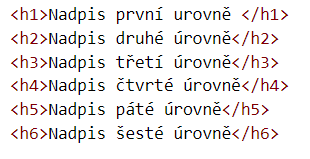 <h1>Nadpis první urovně </h1>
<h2>Nadpis druhé úrovně</h2>
<h3>Nadpis třetí úrovně</h3>
<h4>Nadpis čtvrté úrovně</h4>
<h5>Nadpis páté úrovně</h5>
<h6>Nadpis šesté úrovně</h6>